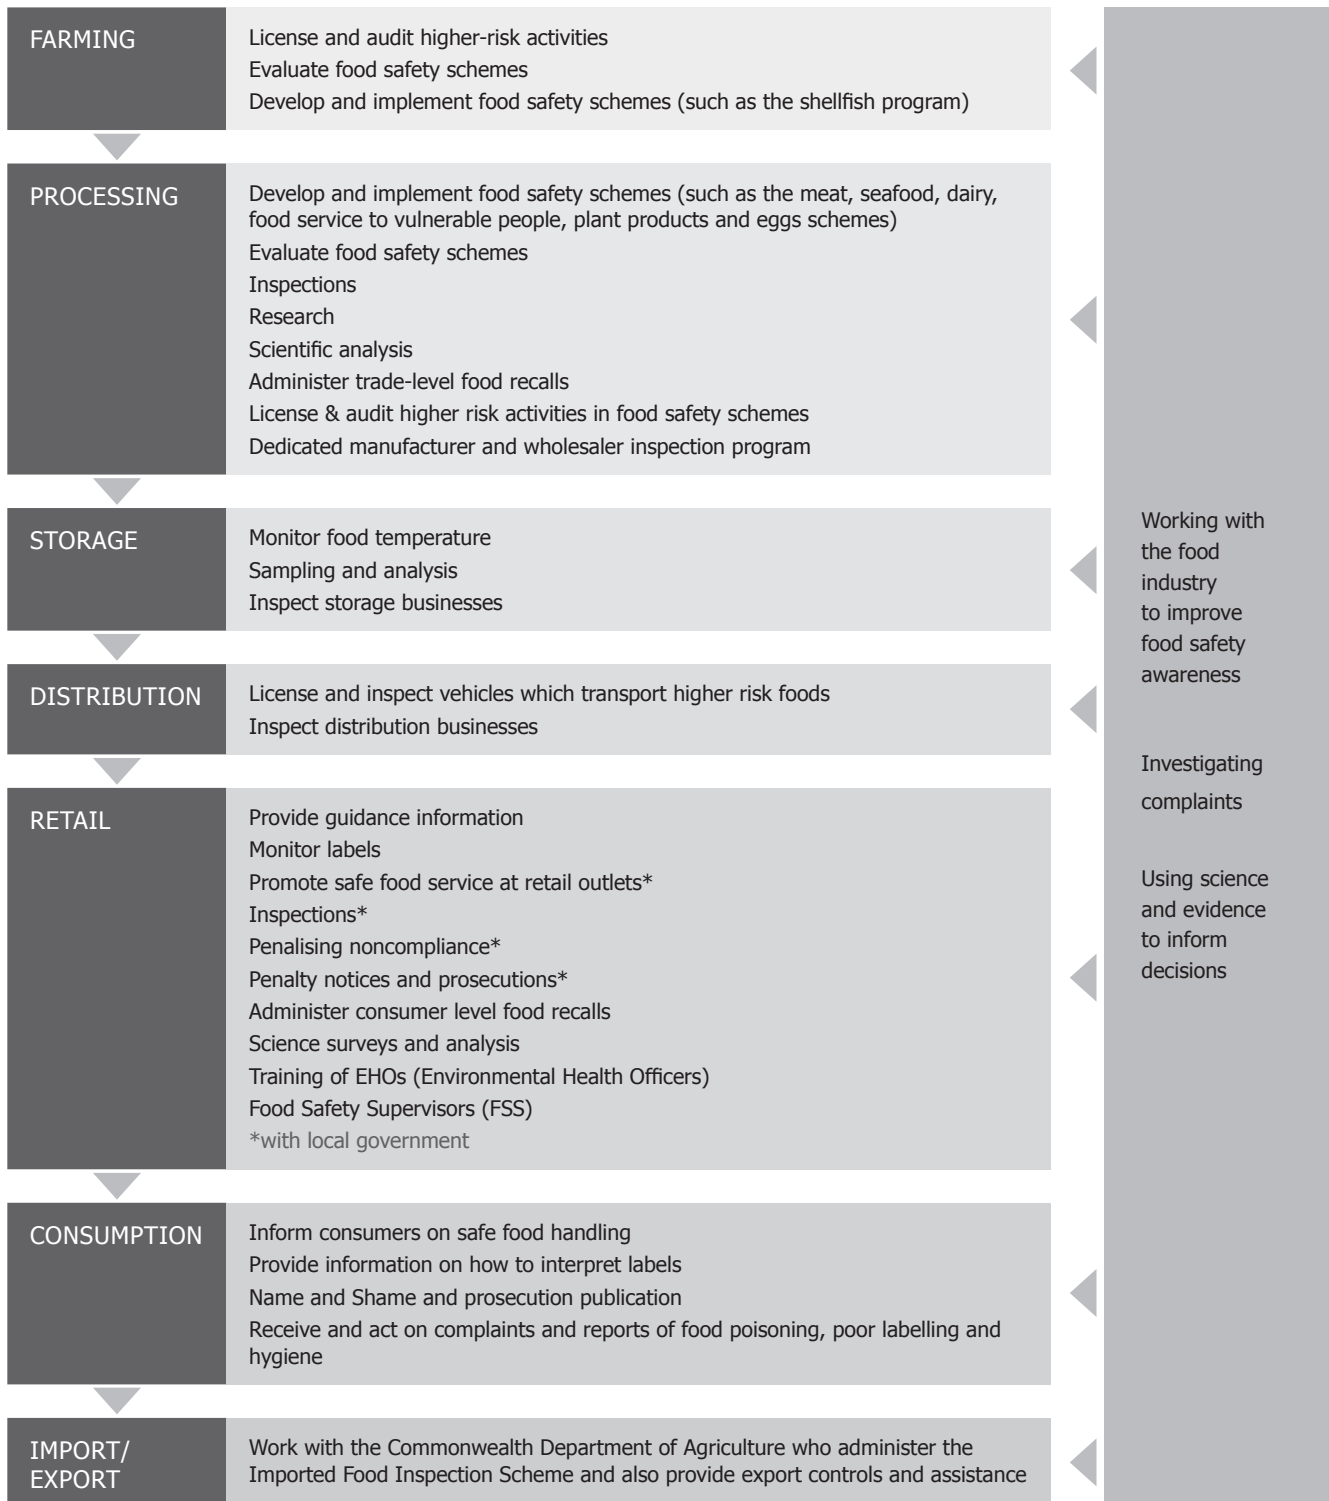 FARMING
License and audit higher-risk activities
Evaluate food safety schemes
Develop and implement food safety schemes (such as the shellfish program)
PROCESSING
Develop and implement food safety schemes (such as the meat, seafood, dairy,
food service to vulnerable people, plant products and eggs schemes)
Evaluate food safety schemes
Inspections
Research
Scientific analysis
Administer trade-level food recalls
License & audit higher risk activities in food safety schemes
Dedicated manufacturer and wholesaler inspection program
STORAGE
Monitor food temperature
Sampling and analysis
Inspect storage businesses
DISTRIBUTION
License and inspect vehicles which transport higher risk foods
Inspect distribution businesses
RETAIL
Provide guidance information
Monitor labels
Promote safe food service at retail outlets*
Inspections*
Penalising noncompliance*
Penalty notices and prosecutions*
Administer consumer level food recalls
Science surveys and analysis
Training of EHOs (Environmental Health Officers)
Food Safety Supervisors (FSS)
*with local government
CONSUMPTION
Inform consumers on safe food handling
Provide information on how to interpret labels
Name and Shame and prosecution publication
Receive and act on complaints and reports of food poisoning, poor labelling and
hygiene
IMPORT/
EXPORT
Work with the Commonwealth Department of Agriculture who administer the
Imported Food Inspection Scheme and also provide export controls and assistance
Working with
the food
industry
to improve
food safety
awareness
Investigating
complaints
Using science
and evidence
to inform
decisions